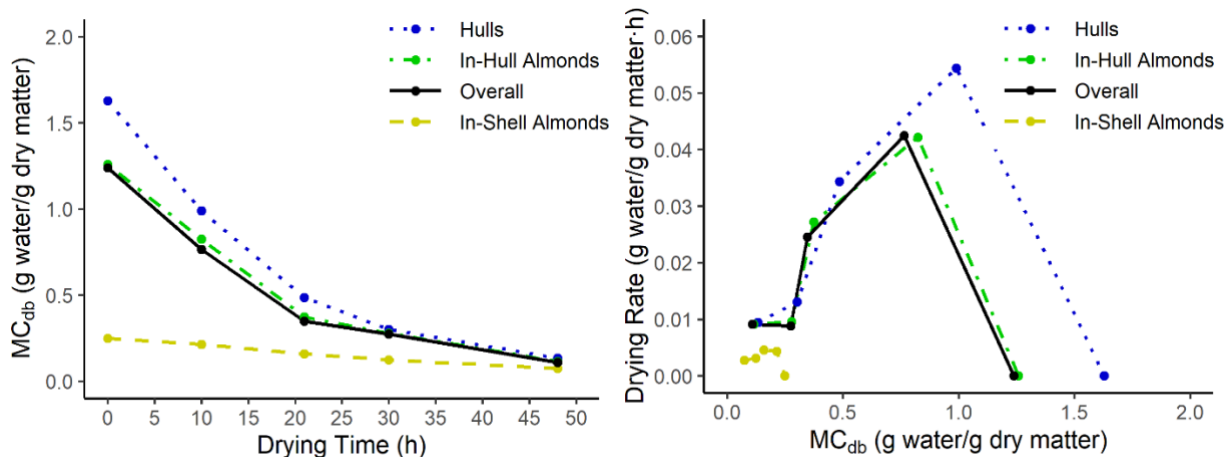 MC_db (g water/g dry matter)
2.0
1.5
1.0
0.5
0.0
Hulls
In-Hull Almonds
Overall
In-Shell Almonds
0 5 10 15 20 25 30 35 40 45 50
Drying Time (h)
Drying Rate (g water/g dry matter·h)
0.06
0.05
0.04
0.03
0.02
0.01
0.00
Hulls
In-Hull Almonds
Overall
In-Shell Almonds
0.0 0.5 1.0 1.5 2.0
MC_db (g water/g dry matter)